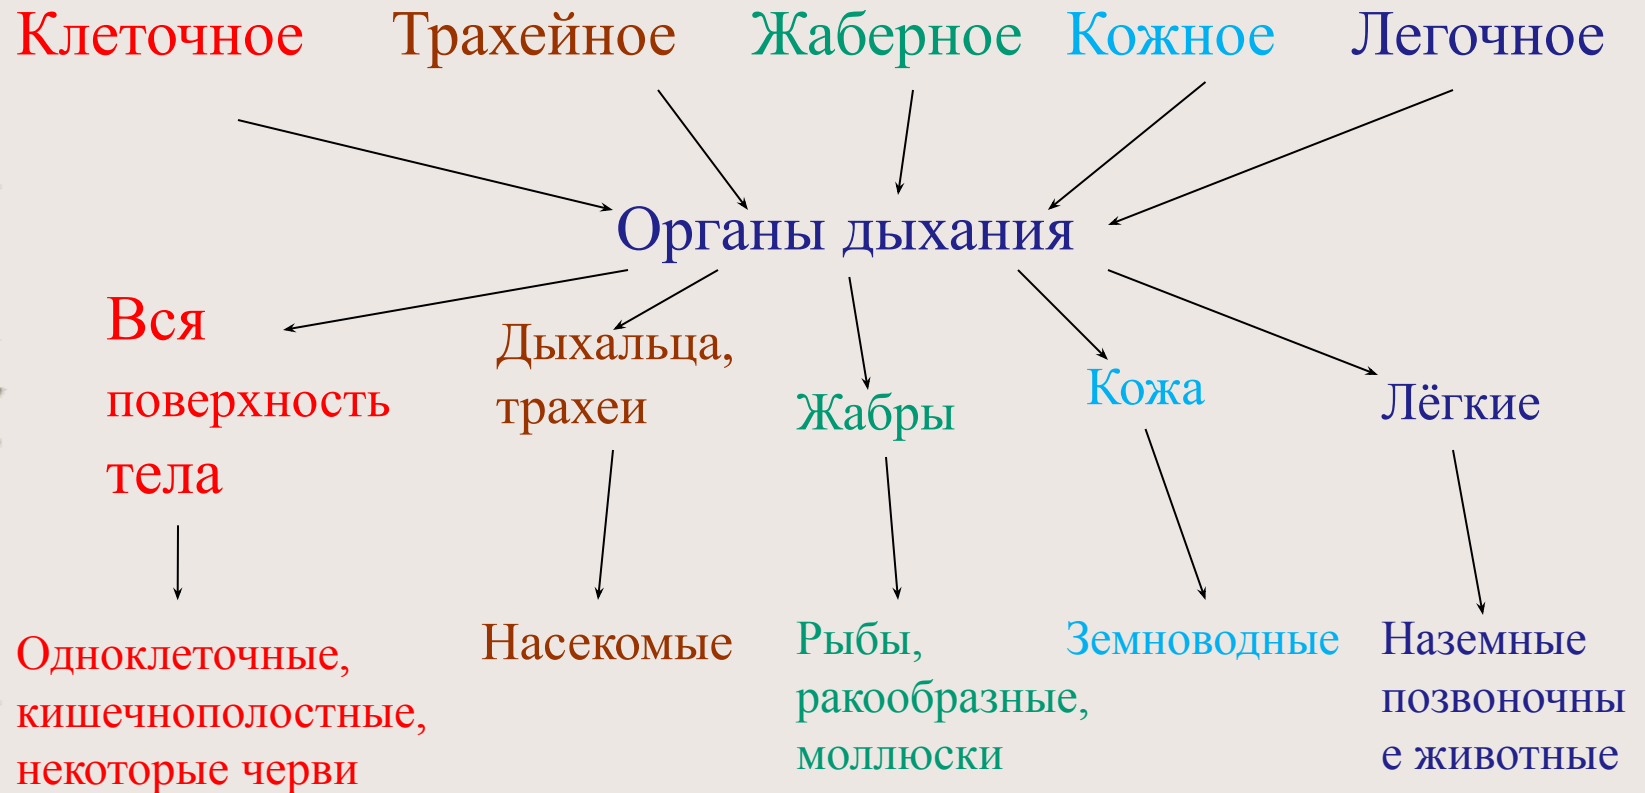 Клеточное
Трахейное
Жаберное
Кожное
Легочное
Органы дыхания
Вся
поверхность
тела
Дыхальца,
трахеи
Жабры
Кожа
Лёгкие
Одноклеточные,
кишечнополостные,
некоторые черви
Насекомые
Рыбы,
ракообразные,
моллюски
Земноводные
Наземные
позвоночны
е животные